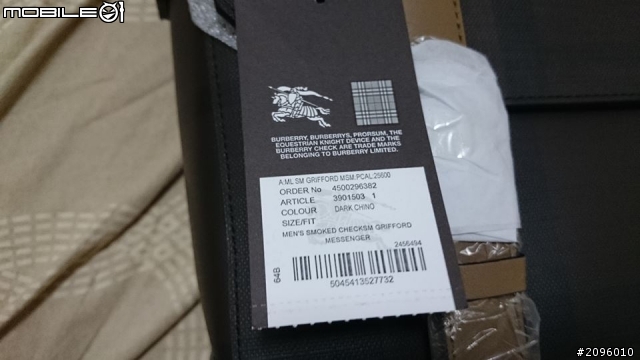 MOBILE01
BURBERRY, BURBERRYS, PRORSUM, THE
EQUESTRIAN KNIGHT DEVICE AND THE
BURBERRY CHECK ARE TRADE MARKS
BELONGING TO BURBERRY LIMITED.
A:ML SM GRIFFORD MSM:PCAL:25600
ORDER No 4500296382
ARTICLE 3901503 1
COLOUR DARK CHINO
SIZE/FIT
MEN'S SMOKED CHECKSM GRIFFORD
MESSENGER
2456494
64B
5045413627732
#2096010